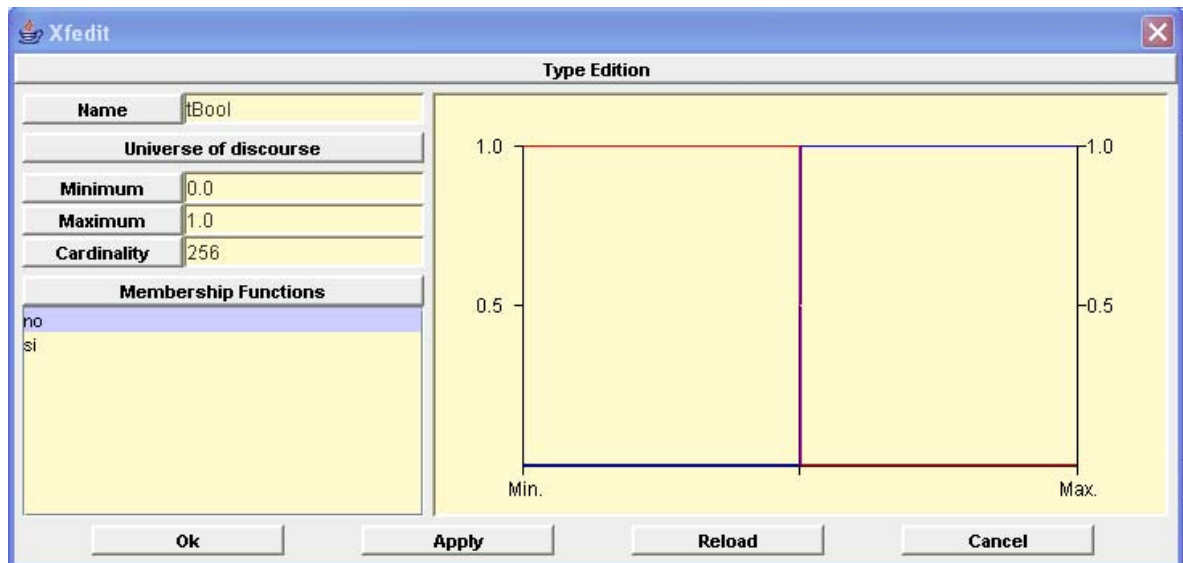 Xfedit
Type Edition
Name tBool
Universe of discourse
Minimum 0.0
Maximum 1.0
Cardinality 256
Membership Functions
no
si
1.0 1.0
0.5 0.5
Min. Max.
Ok Apply Reload Cancel